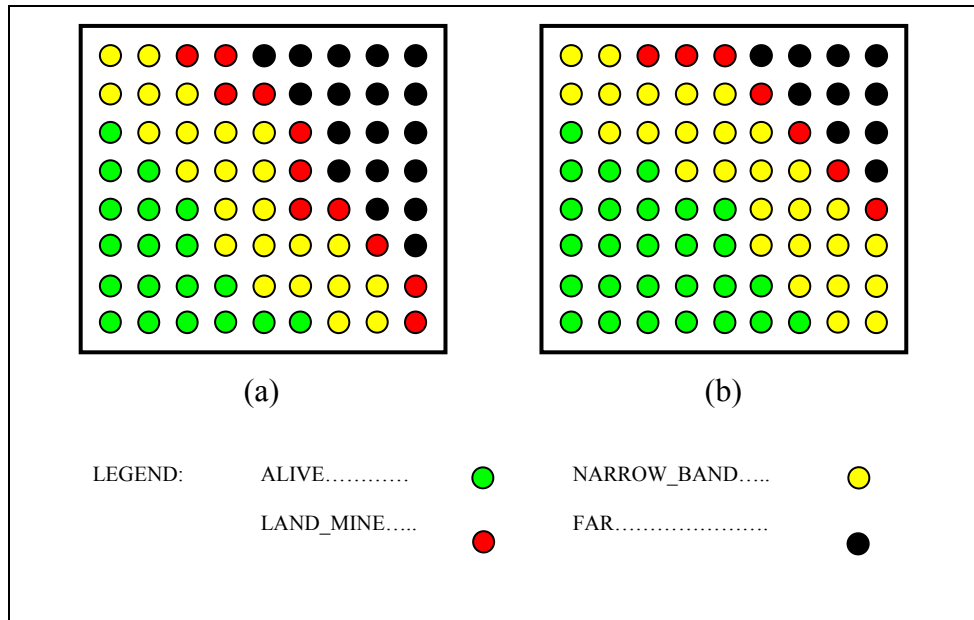 (a) (b)
LEGEND: ALIVE………… NARROW_BAND…..
LAND_MINE….. FAR………………….